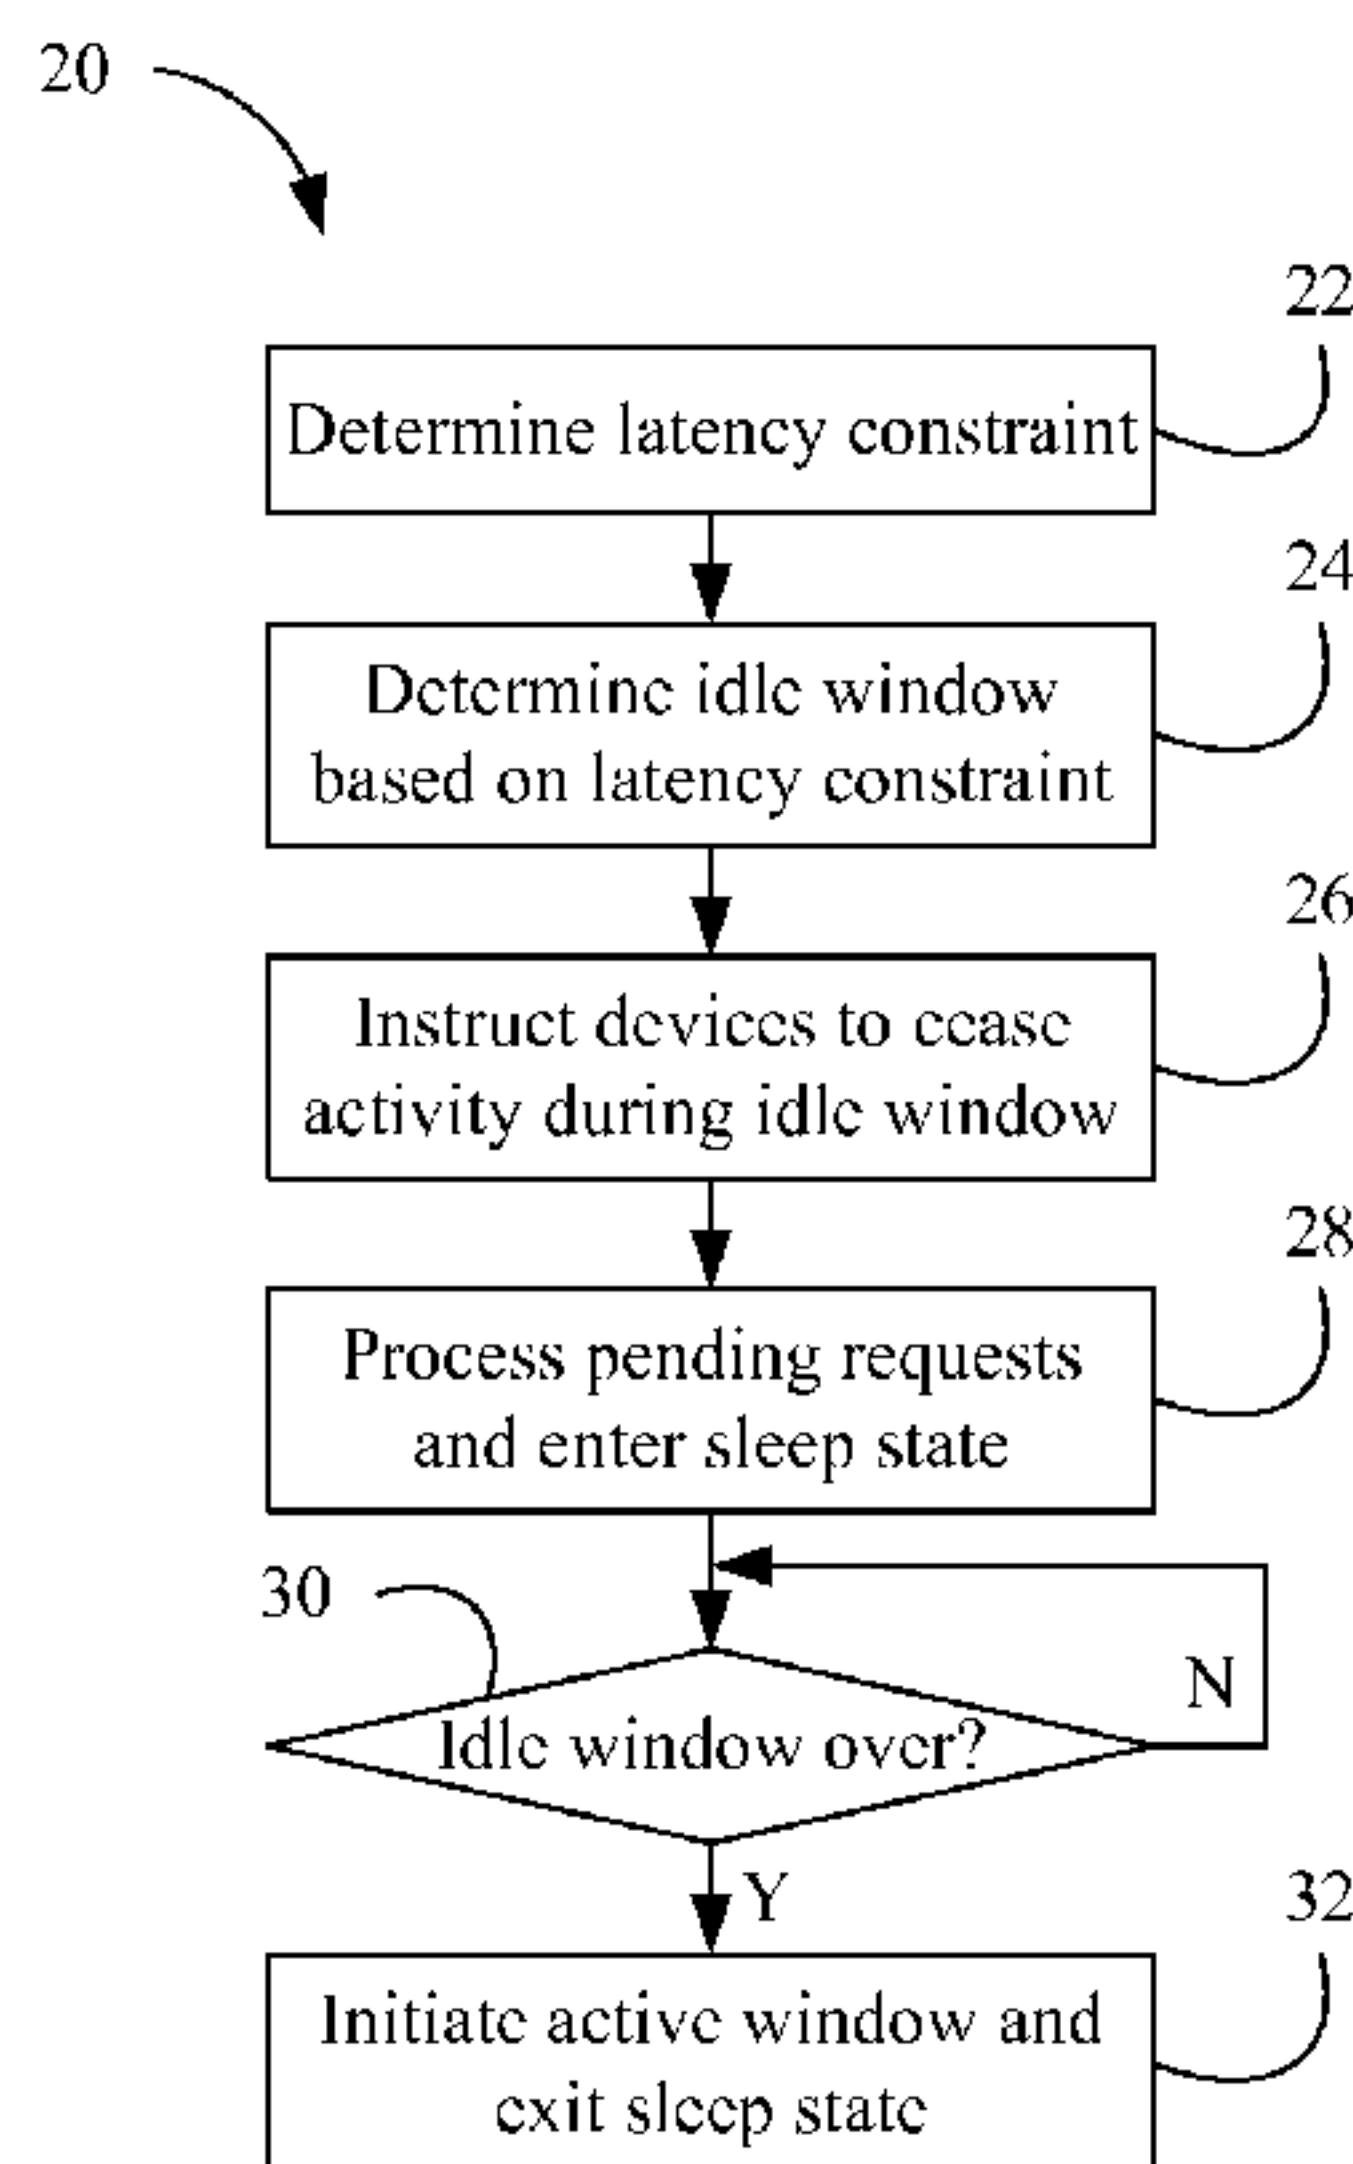 20
22
Determine latency constraint
24
Determine idle window
based on latency constraint
26
Instruct devices to cease
activity during idle window
28
Process pending requests
and enter sleep state
30
N
Idle window over?
Y
32
Initiate active window and
exit sleep state